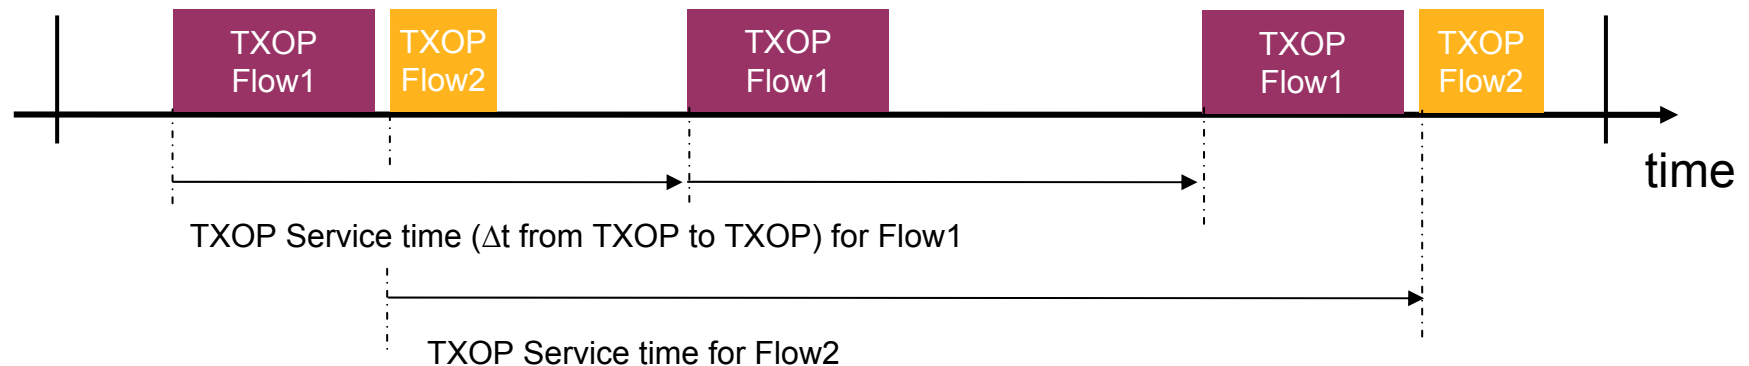 TXOP
Flow1
TXOP
Flow2
TXOP
Flow1
TXOP
Flow1
TXOP
Flow2
time
TXOP Service time (Δt from TXOP to TXOP) for Flow1
TXOP Service time for Flow2